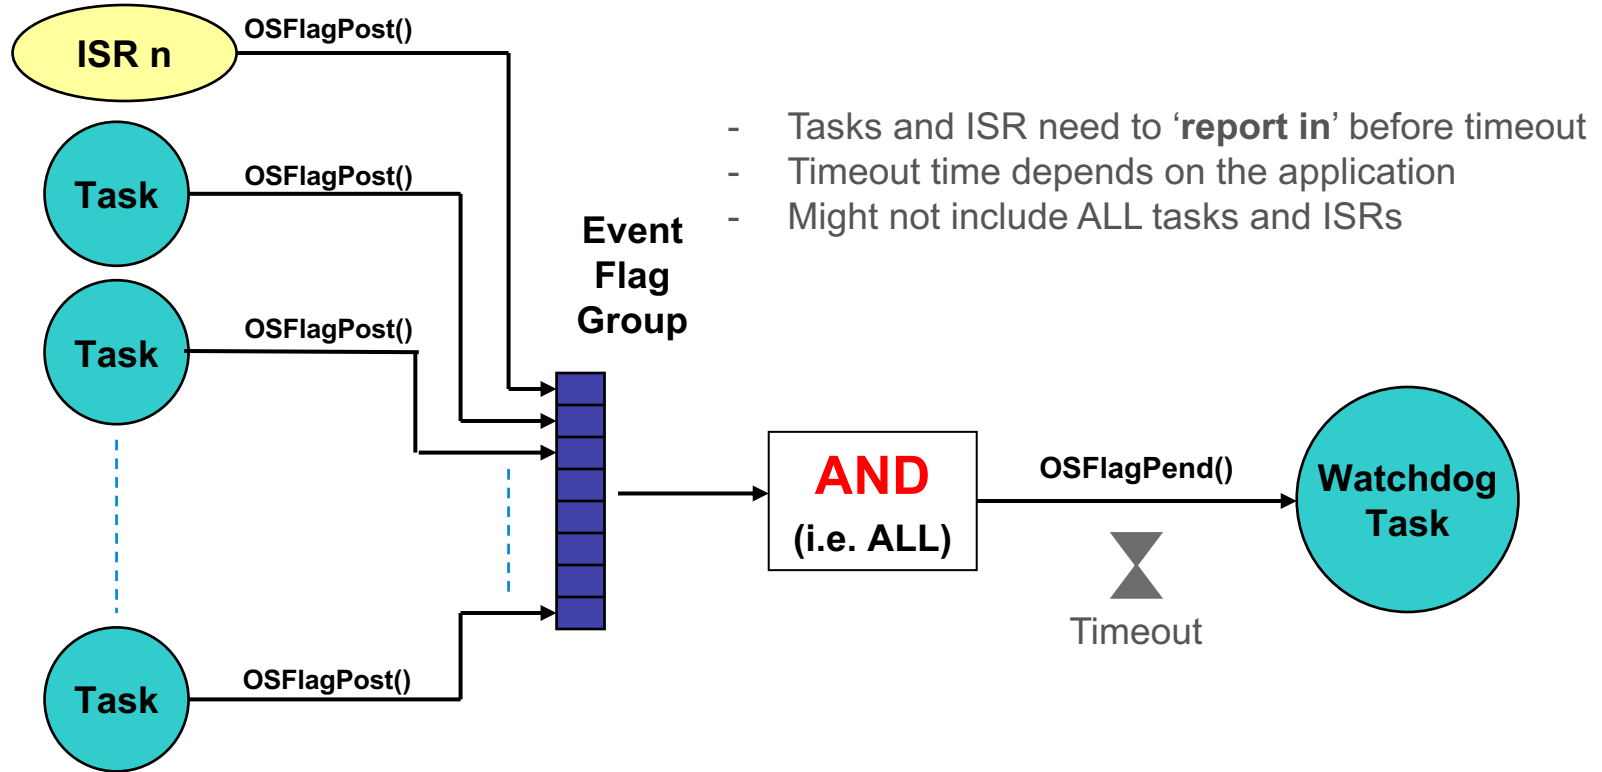 ISR n
OSFlagPost()
- Tasks and ISR need to ‘report in’ before timeout
- Timeout time depends on the application
- Might not include ALL tasks and ISRs
Task
OSFlagPost()
Event
Flag
Group
Task
OSFlagPost()
AND
(i.e. ALL)
OSFlagPend()
Watchdog
Task
Timeout
Task
OSFlagPost()